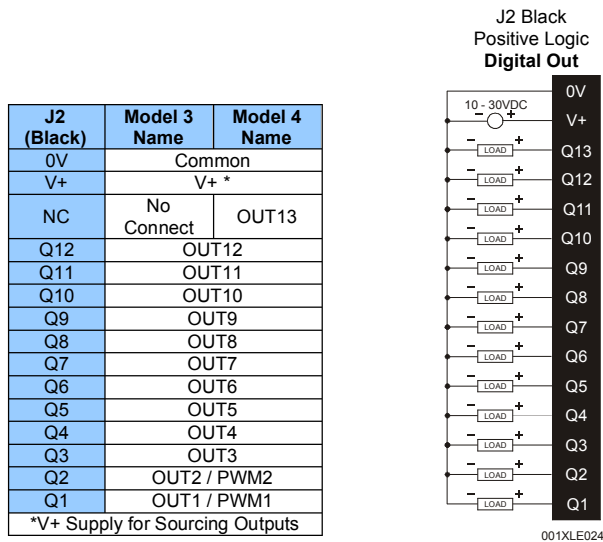 J2 (Black) Model 3 Name Model 4 Name
0V Common
V+ V+ *
NC No Connect OUT13
Q12 OUT12
Q11 OUT11
Q10 OUT10
Q9 OUT9
Q8 OUT8
Q7 OUT7
Q6 OUT6
Q5 OUT5
Q4 OUT4
Q3 OUT3
Q2 OUT2 / PWM2
Q1 OUT1 / PWM1
*V+ Supply for Sourcing Outputs
J2 Black
Positive Logic
Digital Out
0V
10 - 30VDC
- + V+
- LOAD + Q13
- LOAD + Q12
- LOAD + Q11
- LOAD + Q10
- LOAD + Q9
- LOAD + Q8
- LOAD + Q7
- LOAD + Q6
- LOAD + Q5
- LOAD + Q4
- LOAD + Q3
- LOAD + Q2
- LOAD + Q1
001XLE024